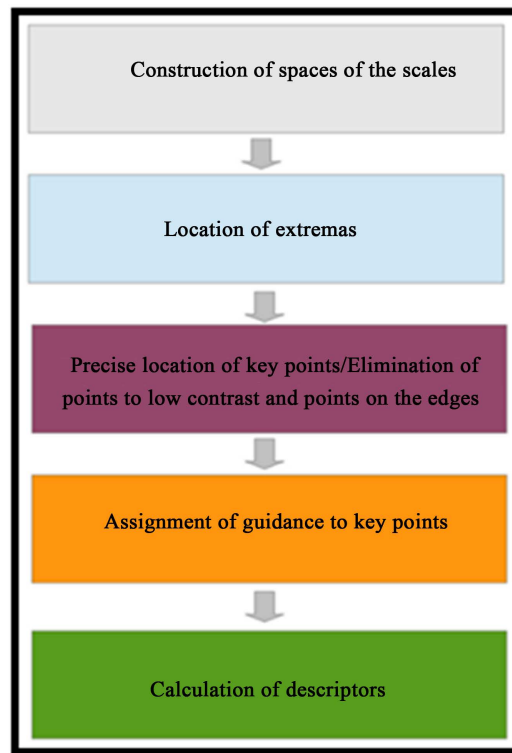 Construction of spaces of the scales
Location of extremas
Precise location of key points/Elimination of
points to low contrast and points on the edges
Assignment of guidance to key points
Calculation of descriptors